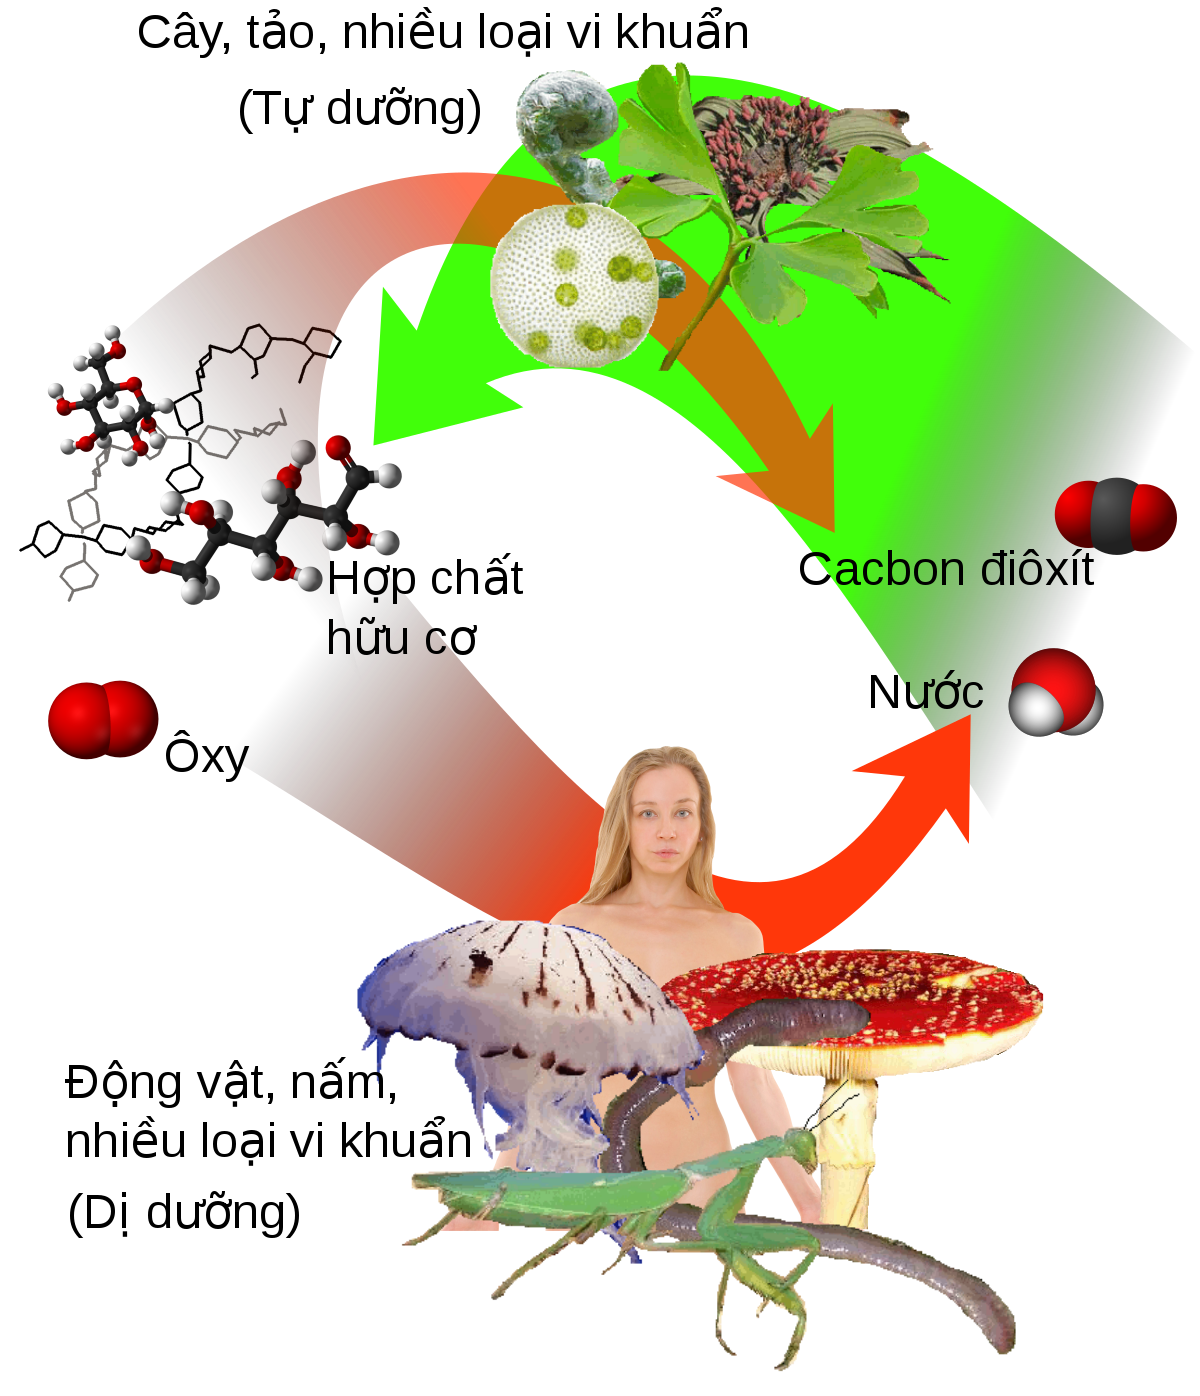 Cây, tảo, nhiều loại vi khuẩn
(Tự dưỡng)
Cacbon điôxít
Hợp chất
hữu cơ
Nước
Ôxy
Động vật, nấm,
nhiều loại vi khuẩn
(Dị dưỡng)